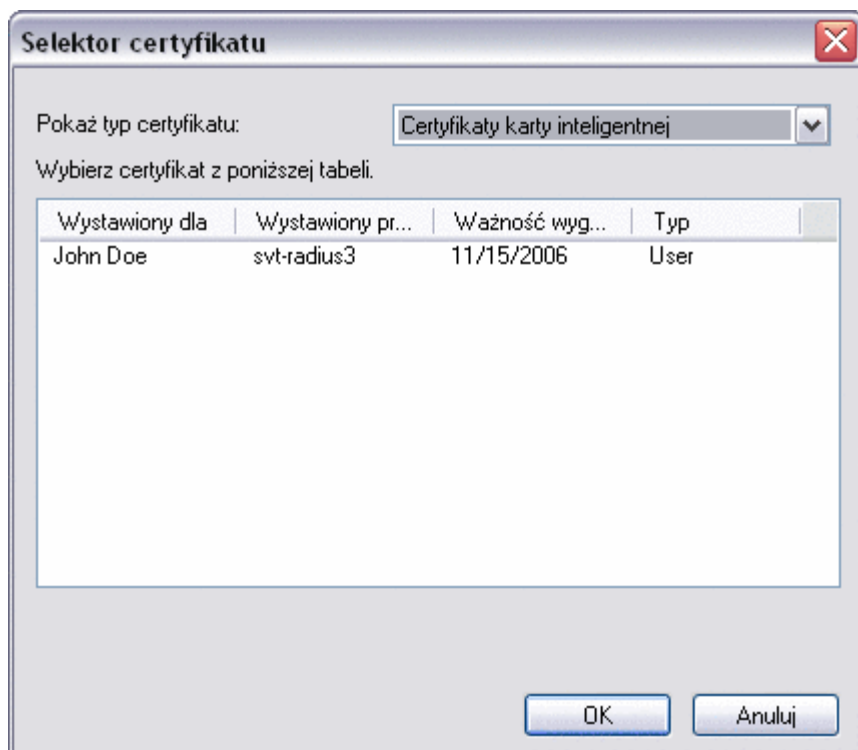 Selektor certyfikatu
Pokaż typ certyfikatu: Certyfikaty karty inteligentnej
Wybierz certyfikat z poniższej tabeli.
Wystawiony dla Wystawiony pr... Ważność wyg... Typ
John Doe svt-radius3 11/15/2006 User
OK Anuluj